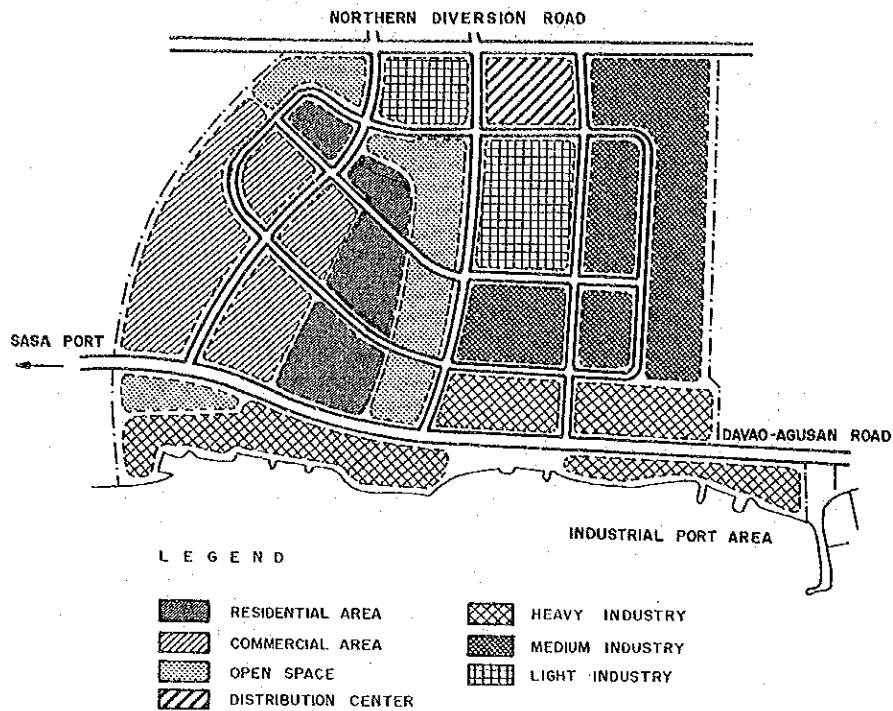 NORTHERN DIVERSION ROAD
SASA PORT
DAVAO-AGUSAN ROAD
INDUSTRIAL PORT AREA
LEGEND
RESIDENTIAL AREA
COMMERCIAL AREA
OPEN SPACE
DISTRIBUTION CENTER
HEAVY INDUSTRY
MEDIUM INDUSTRY
LIGHT INDUSTRY